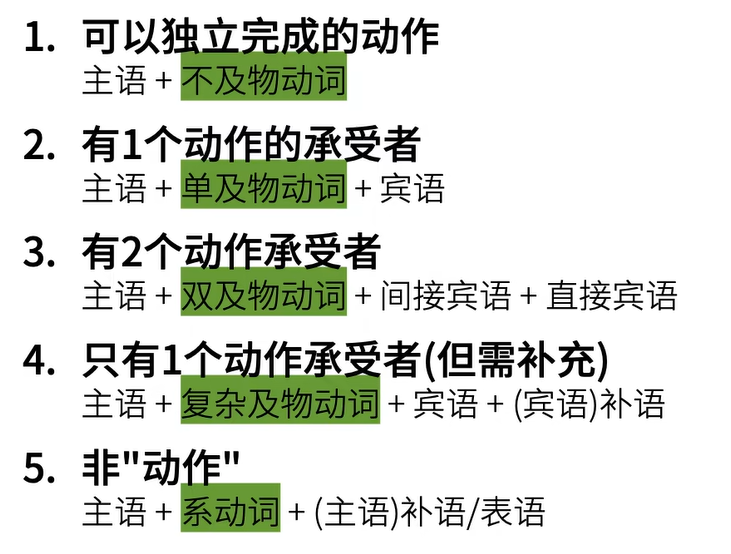 1. 可以独立完成的动作
主语 + 不及物动词
2. 有1个动作的承受者
主语 + 单及物动词 + 宾语
3. 有2个动作承受者
主语 + 双及物动词 + 间接宾语 + 直接宾语
4. 只有1个动作承受者(但需补充)
主语 + 复杂及物动词 + 宾语 + (宾语)补语
5. 非"动作"
主语 + 系动词 + (主语)补语/表语